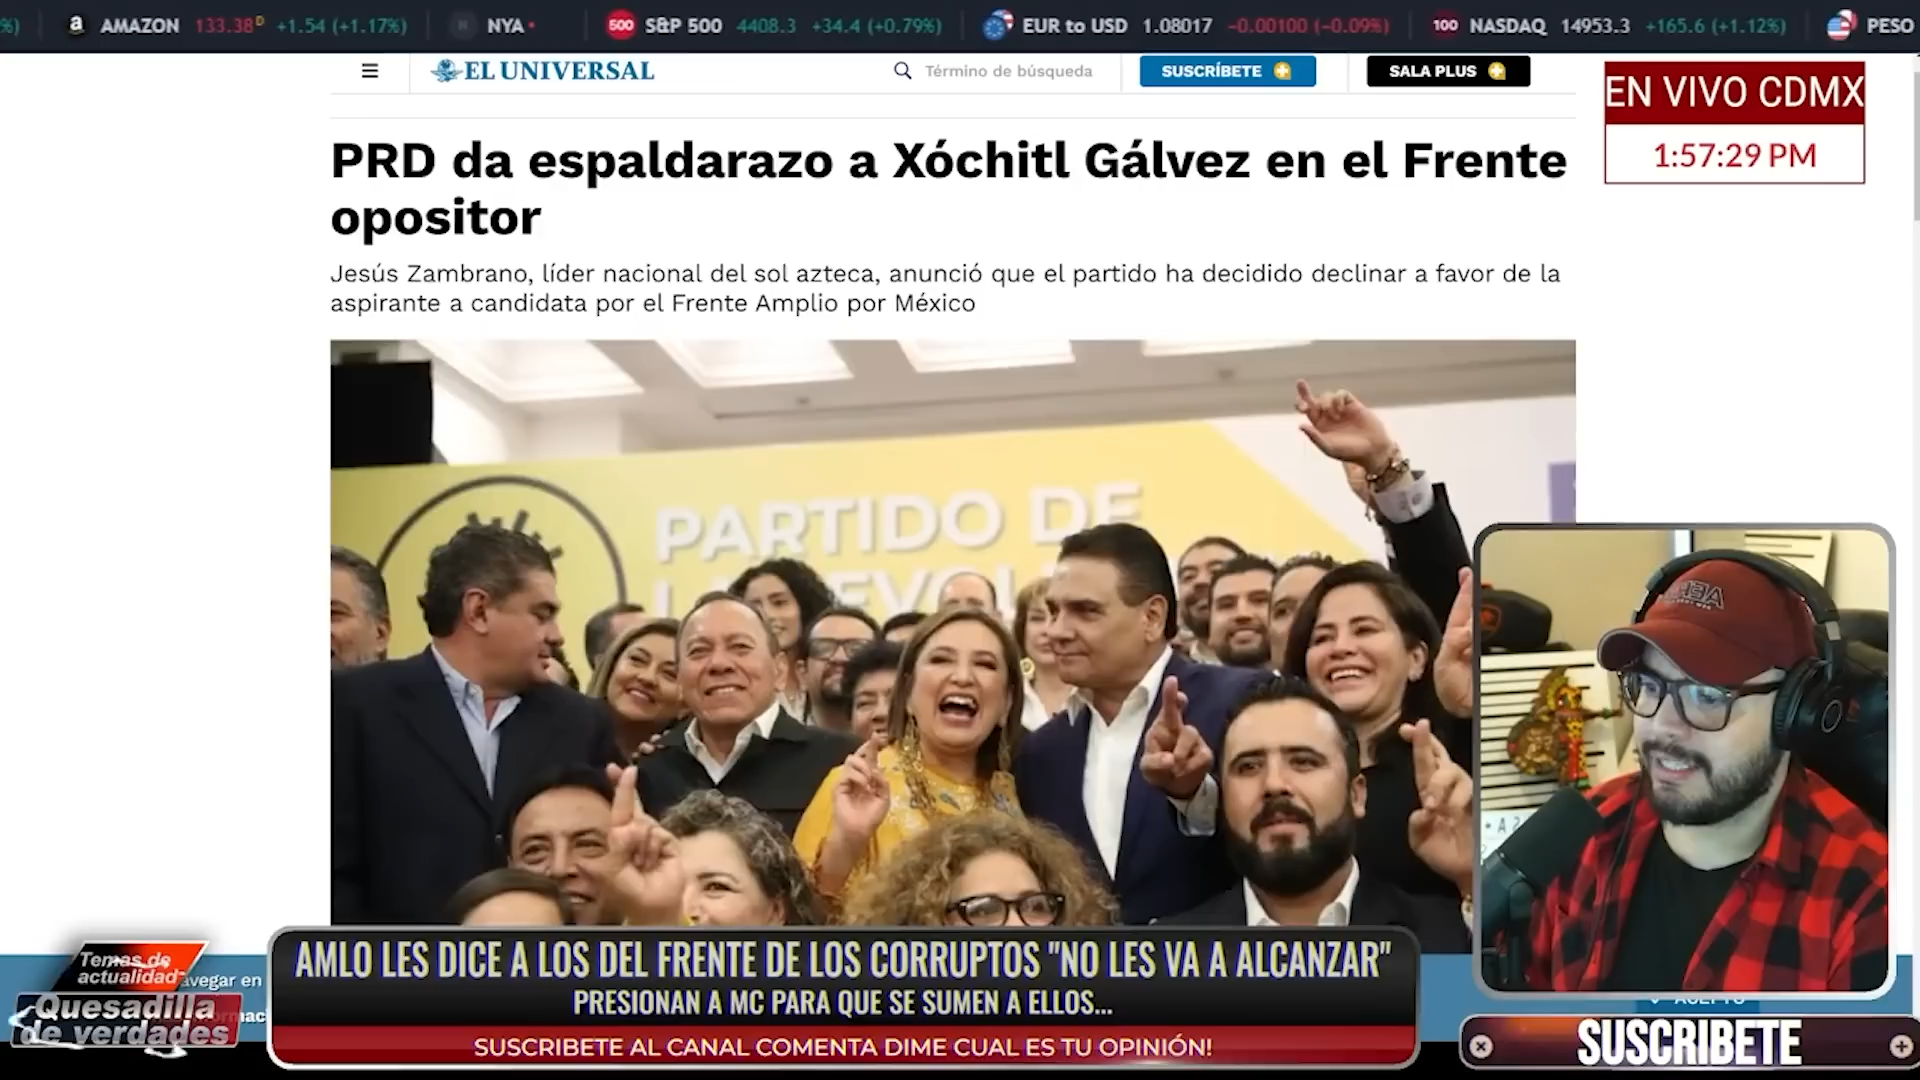 AMAZON 133.38D +1.54 (+1.17%) NYA S&P 500 4408.3 +34.4 (+0.79%) EUR to USD 1.08017 -0.00100 (-0.09%) NASDAQ 14953.3 +165.6 (+1.12%) PESO
EL UNIVERSAL
Término de búsqueda
SUSCRÍBETE
SALA PLUS
EN VIVO CDMX
1:57:29 PM
PRD da espaldarazo a Xóchitl Gálvez en el Frente
opositor
Jesús Zambrano, líder nacional del sol azteca, anunció que el partido ha decidido declinar a favor de la
aspirante a candidata por el Frente Amplio por México
PARTIDO DE
Temas de
actualidad
avegar en
Quesadilla
de verdades
AMLO LES DICE A LOS DEL FRENTE DE LOS CORRUPTOS "NO LES VA A ALCANZAR"
PRESIONAN A MC PARA QUE SE SUMEN A ELLOS...
SUSCRIBETE AL CANAL COMENTA DIME CUAL ES TU OPINIÓN!
SUSCRIBETE